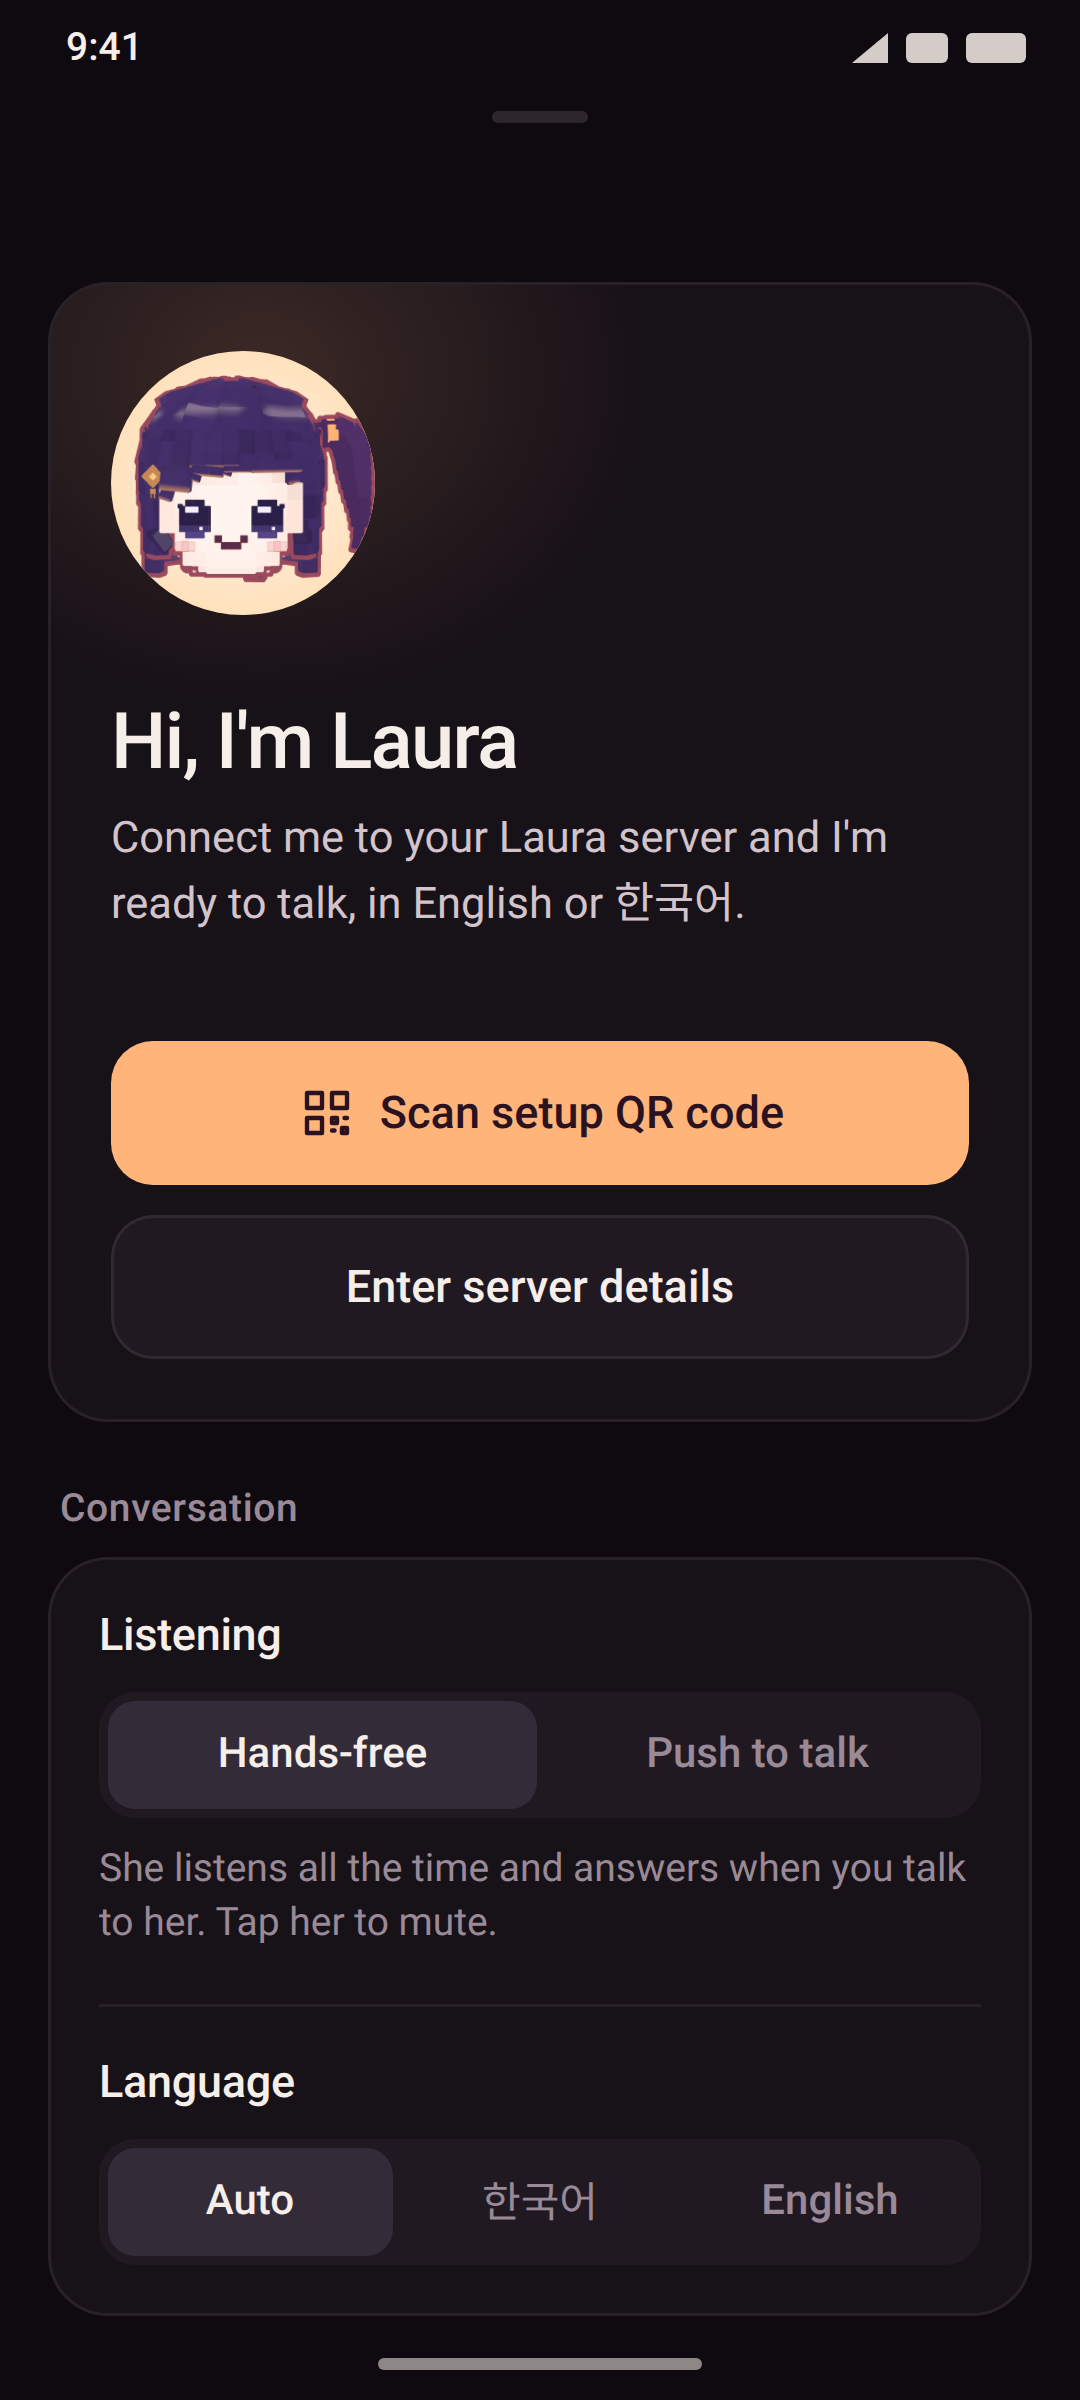 9:41
Hi, I'm Laura
Connect me to your Laura server and I'm
ready to talk, in English or 한국어.
Scan setup QR code
Enter server details
Conversation
Listening
Hands-free
Push to talk
She listens all the time and answers when you talk
to her. Tap her to mute.
Language
Auto
한국어
English